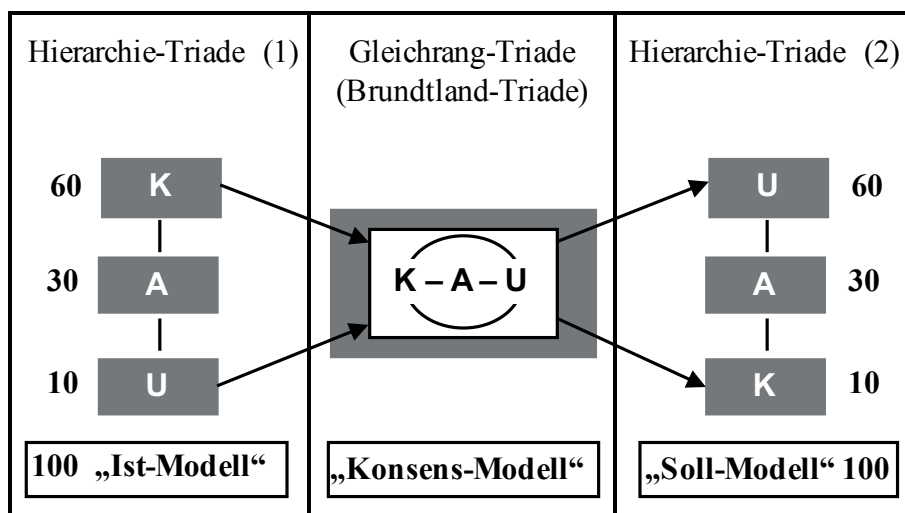 Hierarchie-Triade (1)
60 K
30 A
10 U
100 „Ist-Modell“
Gleichrang-Triade
(Brundtland-Triade)
K – A – U
„Konsens-Modell“
Hierarchie-Triade (2)
U 60
A 30
K 10
„Soll-Modell“ 100